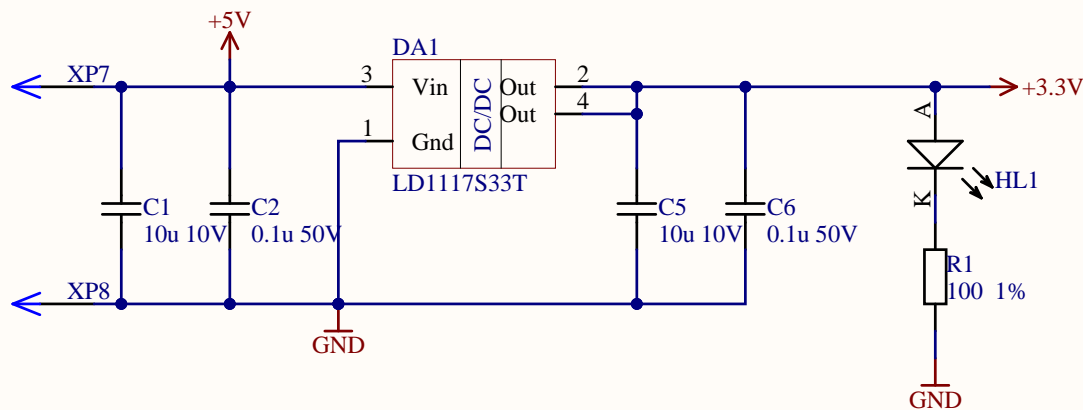 +5V
XP7
DA1
3
Vin
DC/DC
Out
2
+3.3V
Out
4
1
Gnd
LD1117S33T
A
HL1
K
C1
10u 10V
C2
0.1u 50V
C5
10u 10V
C6
0.1u 50V
R1
100 1%
XP8
GND
GND